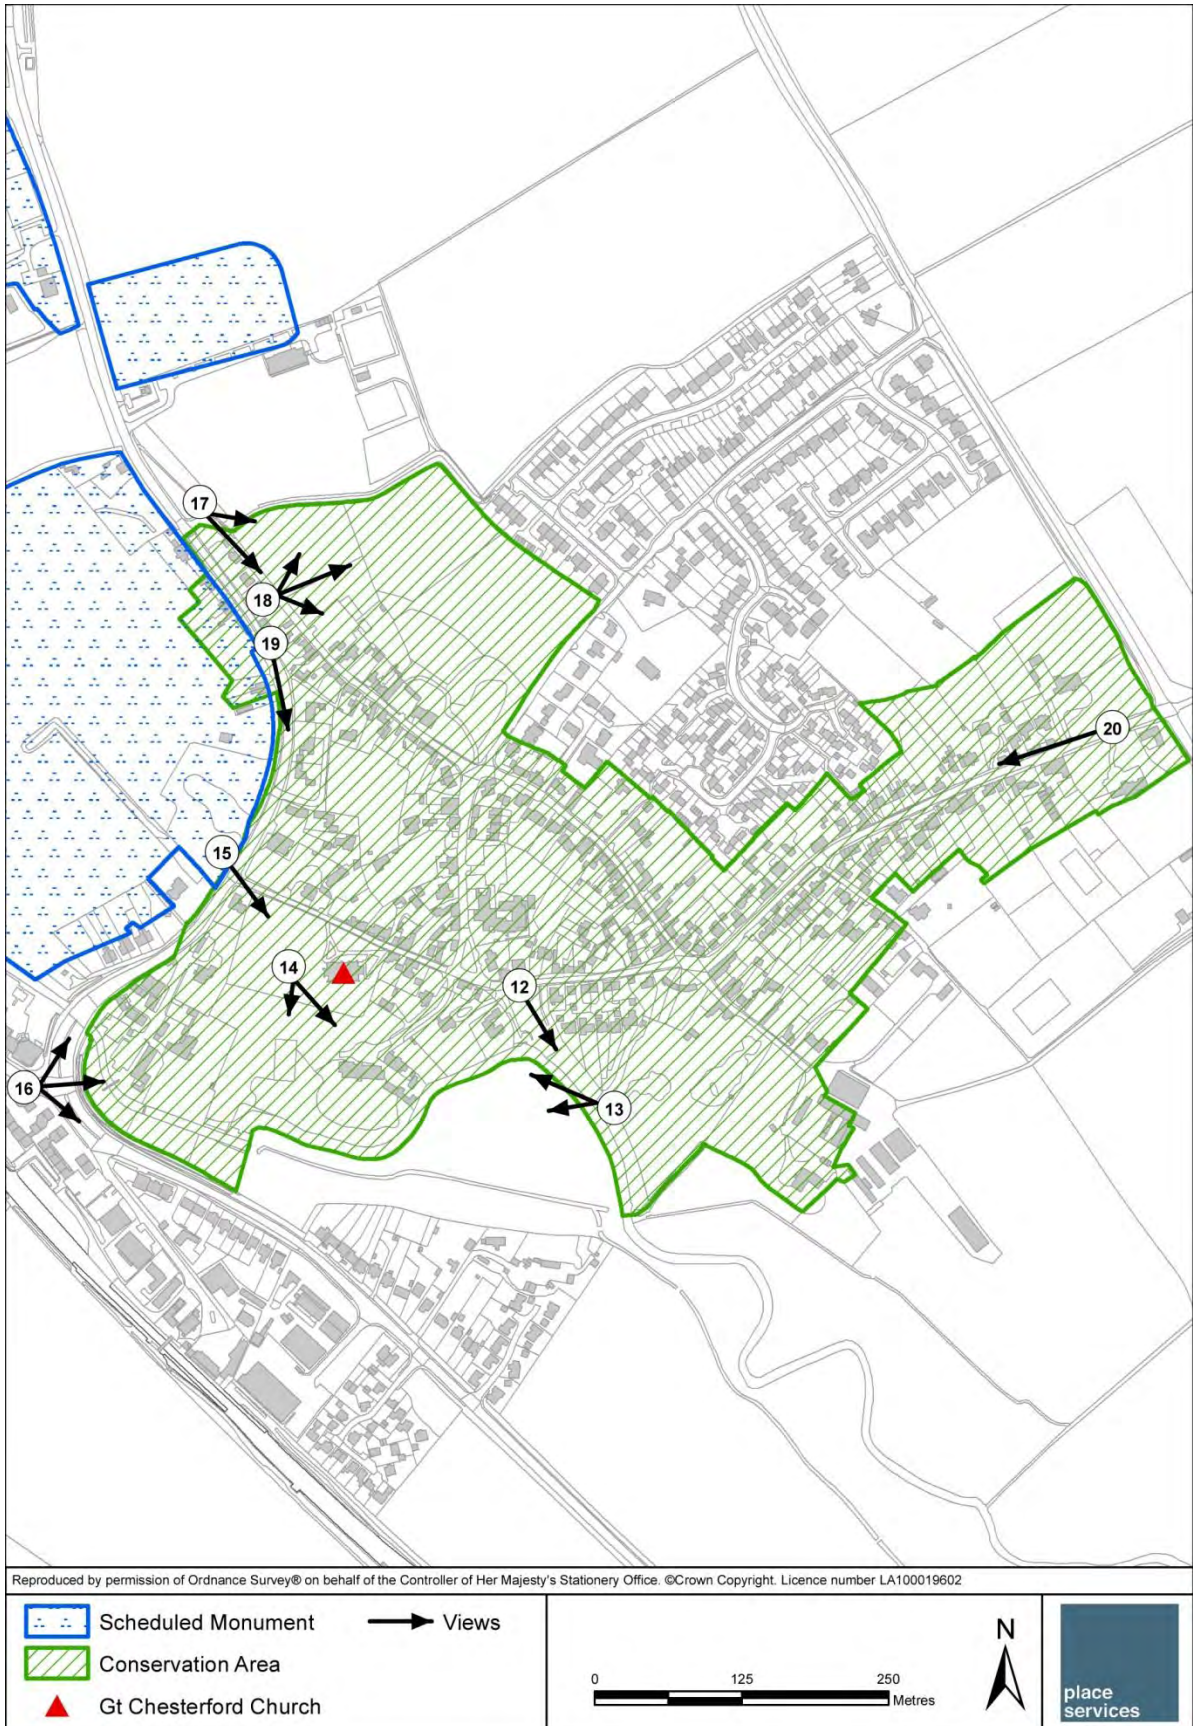 17
18
19
20
15
14
12
16
13
Reproduced by permission of Ordnance Survey® on behalf of the Controller of Her Majesty's Stationery Office. ©Crown Copyright. Licence number LA100019602
Scheduled Monument
Views
Conservation Area
Gt Chesterford Church
0 125 250
Metres
N
place
services